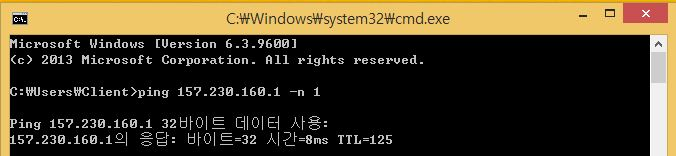 C:₩Windows₩system32₩cmd.exe
Microsoft Windows [Version 6.3.9600]
(c) 2013 Microsoft Corporation. All rights reserved.
C:₩Users₩Client>ping 157.230.160.1 -n 1
Ping 157.230.160.1 32바이트 데이터 사용:
157.230.160.1의 응답: 바이트=32 시간=8ms TTL=125